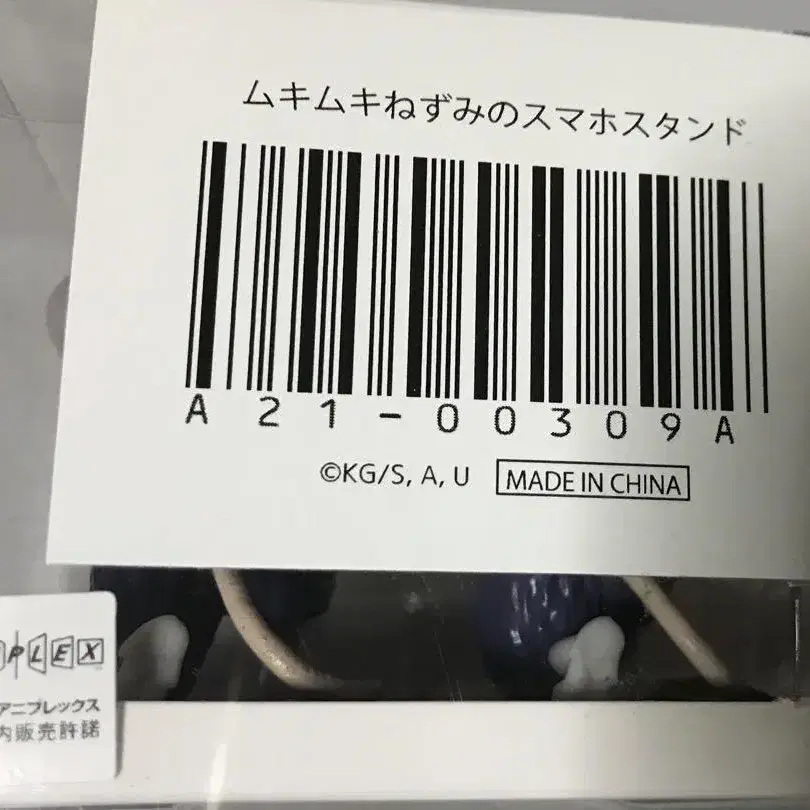 ムキムキねずみのスマホスタンド
A21-00309A
©KG/S, A, U
MADE IN CHINA
PLEX
アニプレックス
内販売許諾